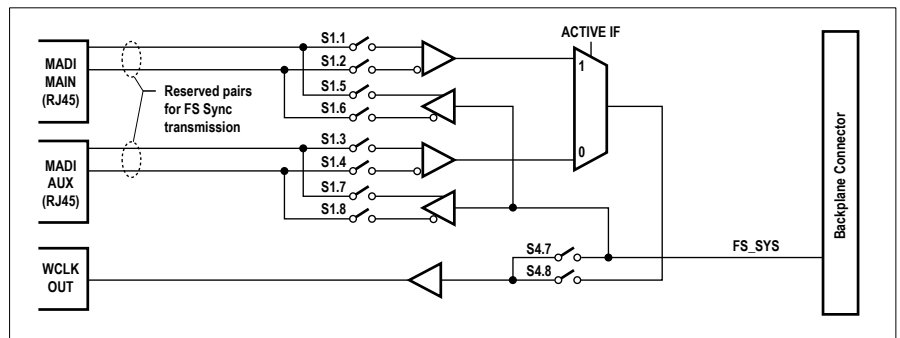 ACTIVE IF
MADI
MAIN
(RJ45)
S1.1
S1.2
S1.5
S1.6
1
Reserved pairs
for FS Sync
transmission
MADI
AUX
(RJ45)
S1.3
S1.4
S1.7
S1.8
0
Backplane Connector
WCLK
OUT
S4.7
S4.8
FS_SYS